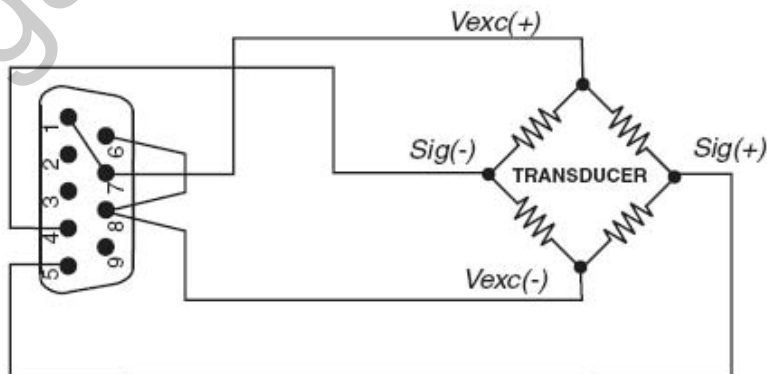 Vexc(+)
Sig(-)
TRANSDUCER
Sig(+)
Vexc(-)
1
2
3
4
5
6
7
8
9